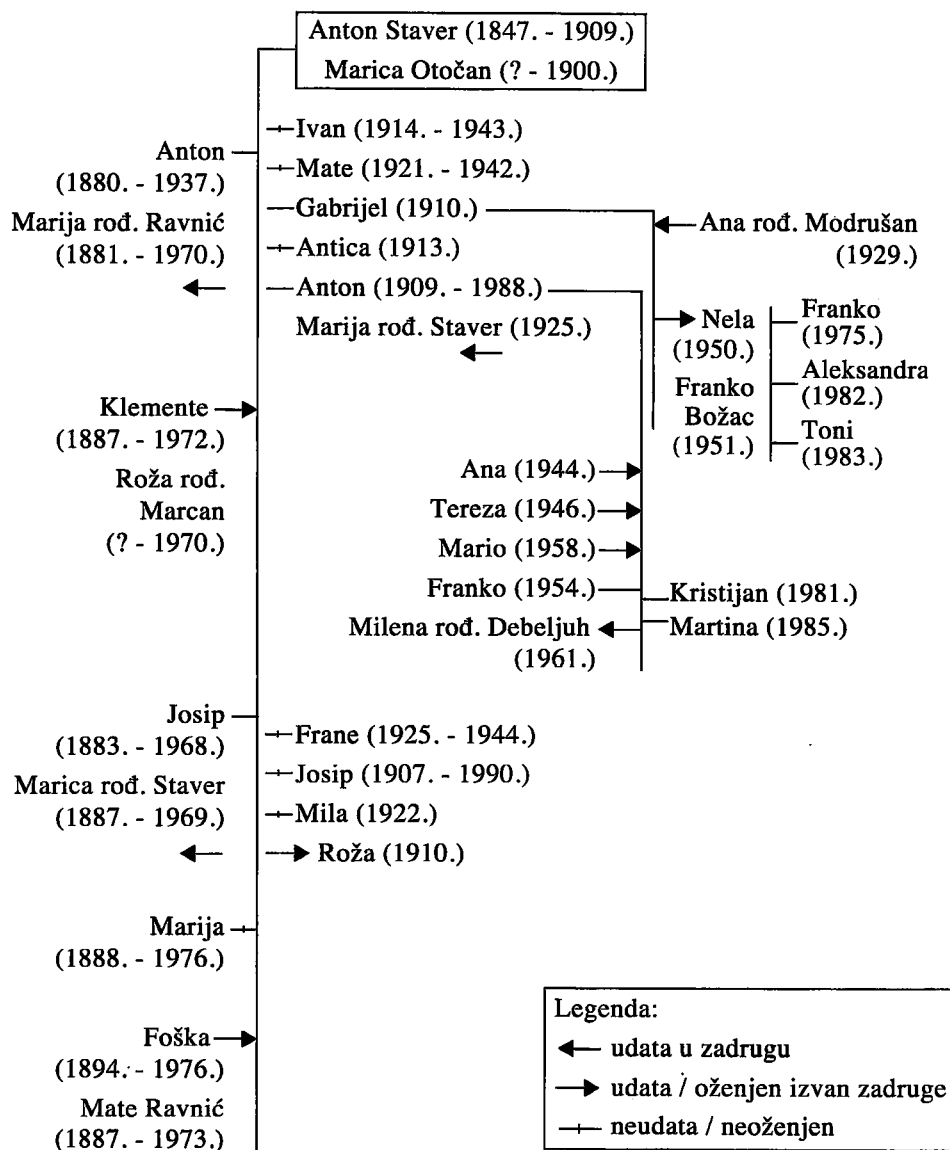 Anton Staver (1847. - 1909.)
Marica Otočan (? - 1900.)
Anton
(1880. - 1937.)
Marija rođ. Ravnić
(1881. - 1970.)
Ivan (1914. - 1943.)
Mate (1921. - 1942.)
Gabrijel (1910.)
Antica (1913.)
Anton (1909. - 1988.)
Marija rođ. Staver (1925.)
Ana rođ. Modrušan
(1929.)
Nela
(1950.)
Franko
Božac
(1951.)
Franko
(1975.)
Aleksandra
(1982.)
Toni
(1983.)
Klemente
(1887. - 1972.)
Roža rođ.
Marcan
(? - 1970.)
Ana (1944.)
Tereza (1946.)
Mario (1958.)
Franko (1954.)
Milena rođ. Debeljuh
(1961.)
Kristijan (1981.)
Martina (1985.)
Josip
(1883. - 1968.)
Marica rođ. Staver
(1887. - 1969.)
Frane (1925. - 1944.)
Josip (1907. - 1990.)
Mila (1922.)
Roža (1910.)
Marija
(1888. - 1976.)
Foška
(1894. - 1976.)
Mate Ravnić
(1887. - 1973.)
Legenda:
udata u zadrugu
udata / oženjen izvan zadruge
neudata / neoženjen